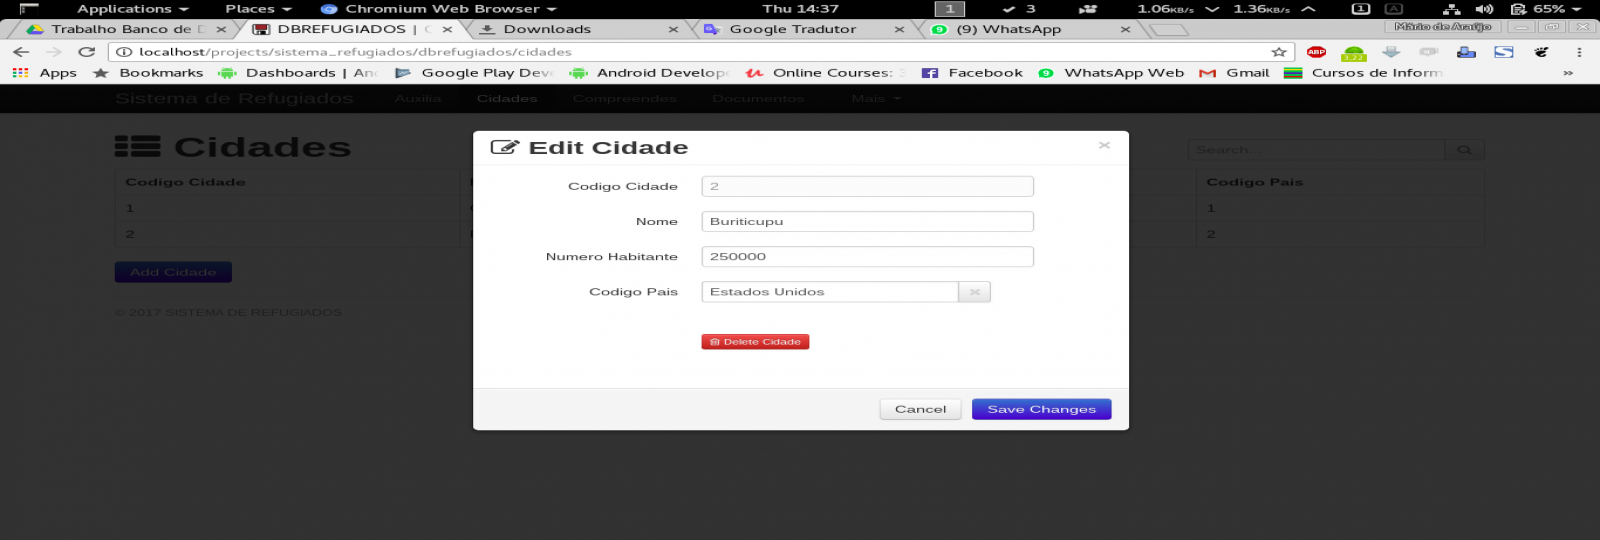 Applications Places Chromium Web Browser Thu 14:37 1 3 1.06KB/s 1.36KB/s 1 A 65%
Trabalho Banco de D DBREFUGIADOS | C Downloads Google Tradutor (9) WhatsApp Mário de Araújo
localhost/projects/sistema_refugiados/dbrefugiados/cidades ABP
Apps Bookmarks Dashboards | An Google Play Dev Android Develop Online Courses: Facebook WhatsApp Web Gmail Cursos de Inform »
Sistema de Refugiados Auxilia Cidades Compreendes Documentos Mais
Cidades
Search...
Codigo Cidade Codigo Pais
1 1
2 2
Add Cidade
© 2017 SISTEMA DE REFUGIADOS
Edit Cidade ×
Codigo Cidade 2
Nome Buriticupu
Numero Habitante 250000
Codigo Pais Estados Unidos
Delete Cidade
Cancel Save Changes